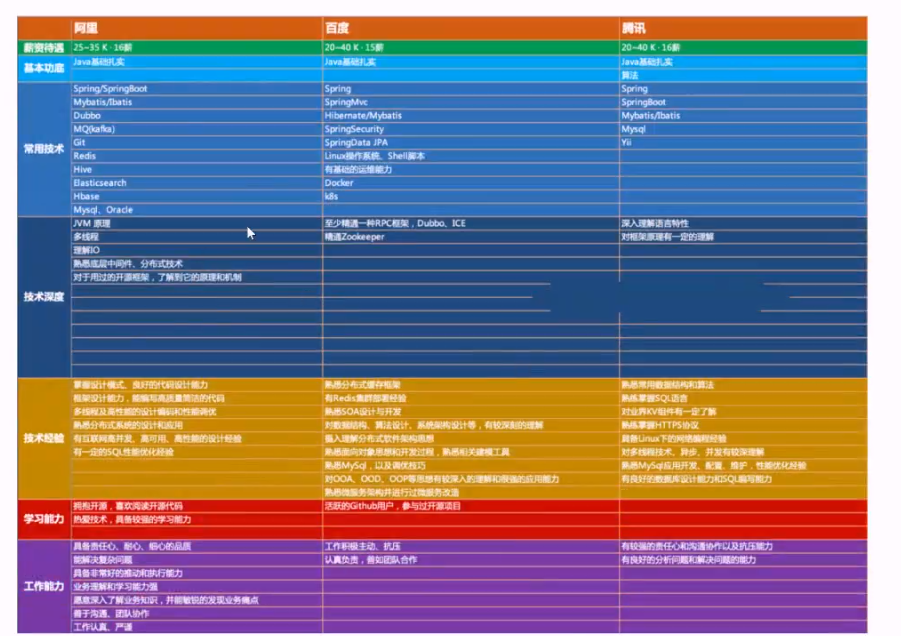 阿里 百度 腾讯
薪资待遇 25~35 K · 16薪 20~40 K · 15薪 20~40 K · 16薪
基本功底 Java基础扎实 Java基础扎实 Java基础扎实
算法
常用技术
Spring/SpringBoot Spring Spring
Mybatis/Ibatis SpringMvc SpringBoot
Dubbo Hibernate/Mybatis Mybatis/Ibatis
MQ(kafka) SpringSecurity Mysql
Git SpringData JPA Yii
Redis Linux操作系统、Shell脚本
Hive 有基础的运维能力
Elasticsearch Docker
Hbase k8s
Mysql、Oracle
技术深度
JVM 原理 至少精通一种RPC框架，Dubbo、ICE 深入理解语言特性
多线程 精通Zookeeper 对框架原理有一定的理解
理解IO
熟悉底层中间件、分布式技术
对于用过的开源框架，了解到它的原理和机制
技术经验
掌握设计模式、良好的代码设计能力 熟悉分布式缓存框架 熟悉常用数据结构和算法
框架设计能力，能编写高质量简洁的代码 有Redis集群部署经验 熟练掌握SQL语言
多线程及高性能的设计编码和性能调优 熟悉SOA设计与开发 对业界KV组件有一定了解
熟悉分布式系统的设计和应用 对数据结构、算法设计、系统架构设计等，有较深刻的理解 熟练掌握HTTPS协议
有互联网高并发、高可用、高性能的设计经验 深入理解分布式软件架构思想 具备Linux下的网络编程经验
有一定的SQL性能优化经验 熟悉面向对象思想和开发过程，熟悉相关建模工具 对多线程技术、异步、并发有较深理解
熟悉MySql，以及调优技巧 熟悉MySql应用开发、配置、维护，性能优化经验
对OOA、OOD、OOP等思想有较深入的理解和很强的应用能力 有良好的数据库设计能力和SQL编写能力
熟悉微服务架构并进行过微服务改造
学习能力
拥抱开源，喜欢阅读开源代码 活跃的Github用户，参与过开源项目
热爱技术，具备较强的学习能力
工作能力
具备责任心、耐心、细心的品质 工作积极主动、抗压 有较强的责任心和沟通协作以及抗压能力
能解决复杂问题 认真负责，善如团队合作 有良好的分析问题和解决问题的能力
具备非常好的推动和执行能力
业务理解和学习能力强
愿意深入了解业务知识，并能敏锐的发现业务痛点
善于沟通、团队协作
工作认真、严谨